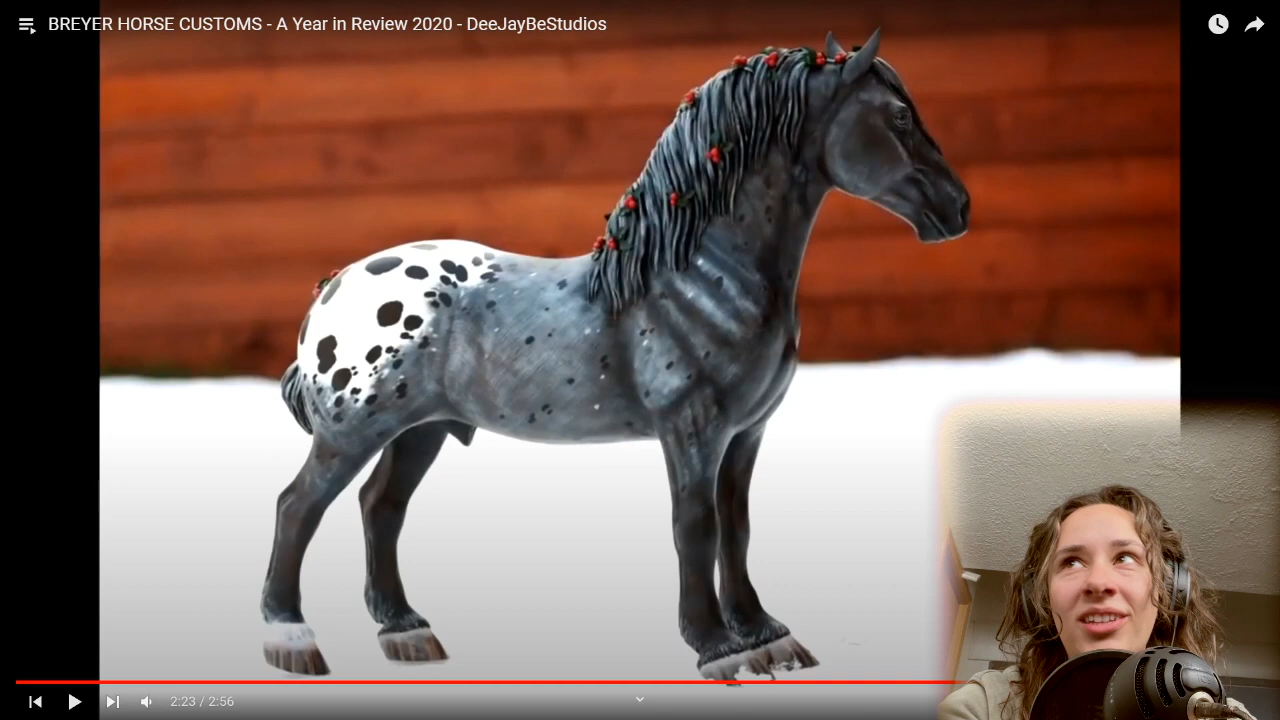 BREYER HORSE CUSTOMS - A Year in Review 2020 - DeeJayBeStudios
2:23 / 2:56